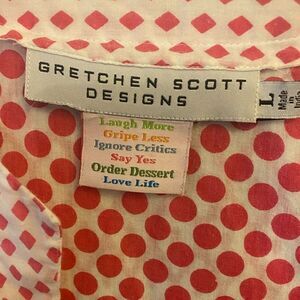 GRETCHEN SCOTT
DESIGNS
L
Made
in
India
Laugh More
Gripe Less
Ignore Critics
Say Yes
Order Dessert
Love Life